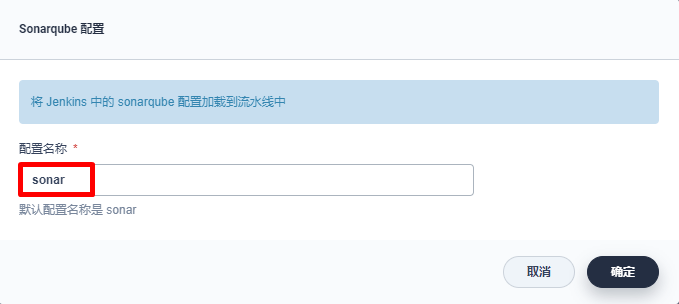 Sonarqube 配置
将 Jenkins 中的 sonarqube 配置加载到流水线中
配置名称 *
sonar
默认配置名称是 sonar
取消
确定